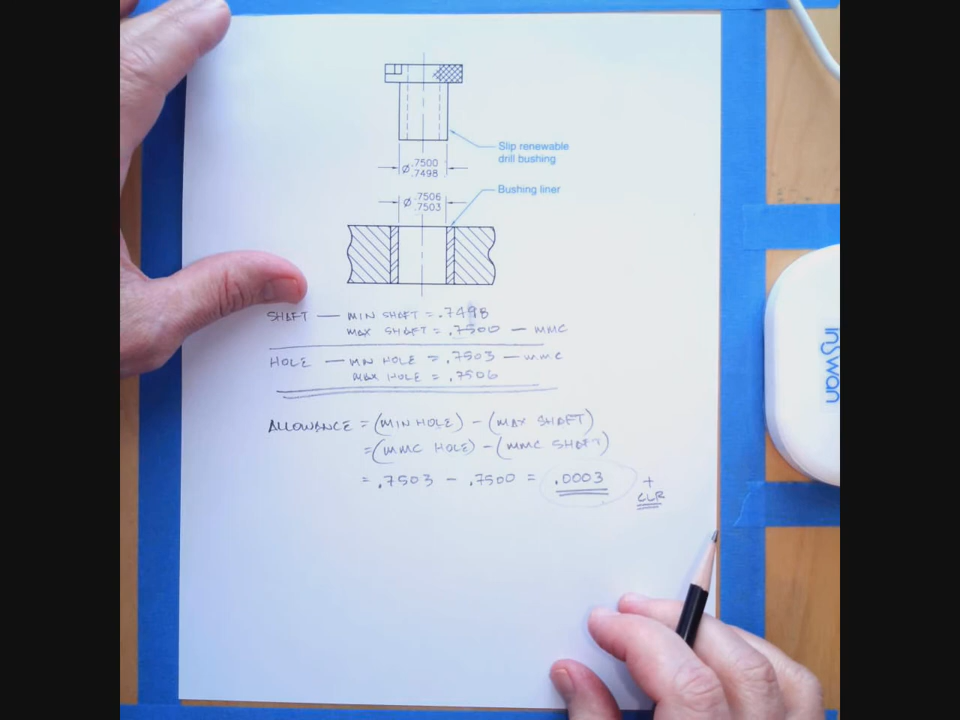 Slip renewable
drill bushing
Ø .7500
.7498
Bushing liner
Ø .7506
.7503
SHAFT — MIN SHAFT = .7498
MAX SHAFT = .7500 — MMC
HOLE — MIN HOLE = .7503 — MMC
MAX HOLE = .7506
ALLOWANCE = (MIN HOLE) - (MAX SHAFT)
= (MMC HOLE) - (MMC SHAFT)
= .7503 - .7500 = .0003 +
CLR
inswan